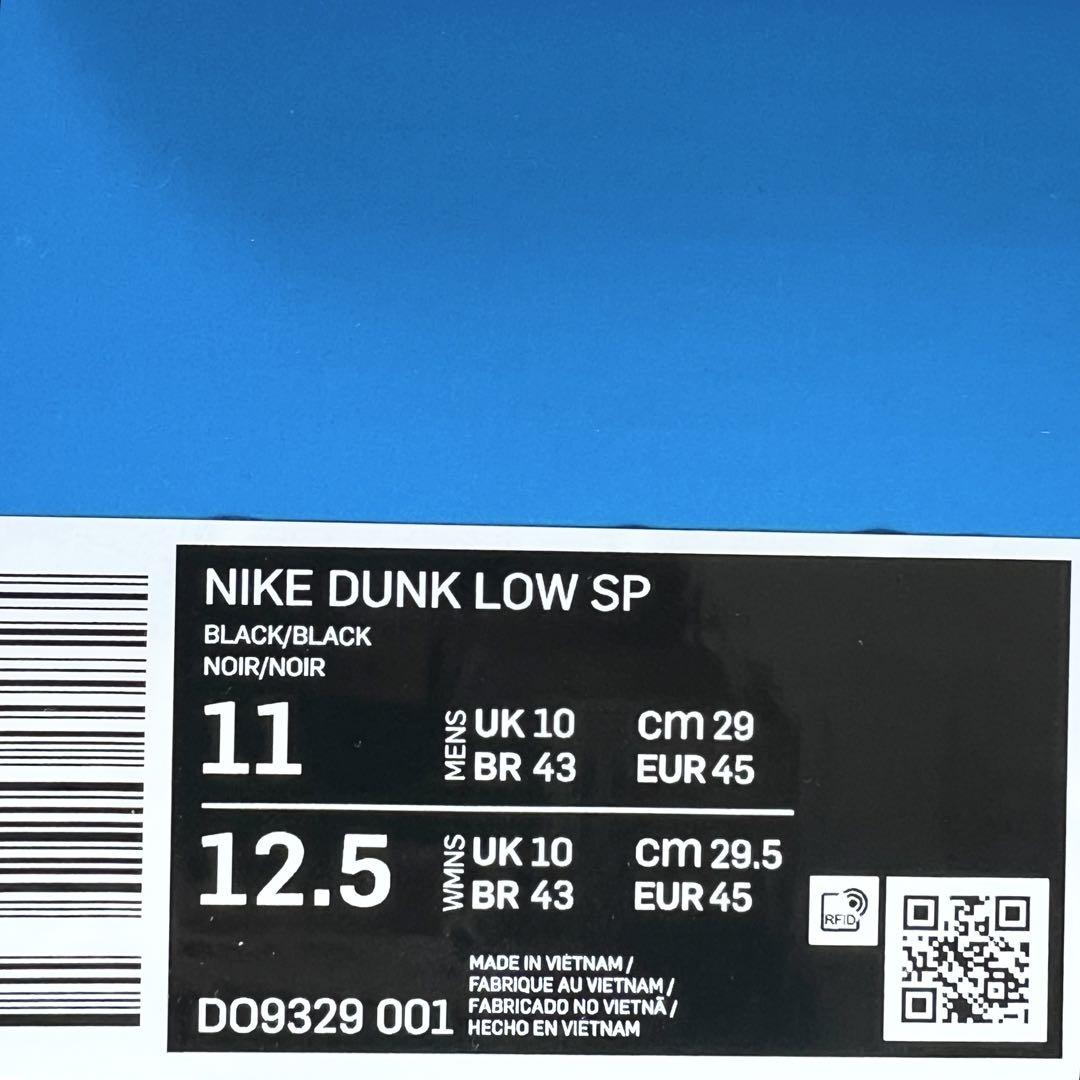 NIKE DUNK LOW SP
BLACK/BLACK
NOIR/NOIR
11 MENS UK 10 cm 29
BR 43 EUR 45
12.5 WMNS UK 10 cm 29.5
BR 43 EUR 45
RFID
MADE IN VIETNAM /
FABRIQUE AU VIETNAM /
FABRICADO NO VIETNÃ /
HECHO EN VIETNAM
DO9329 001